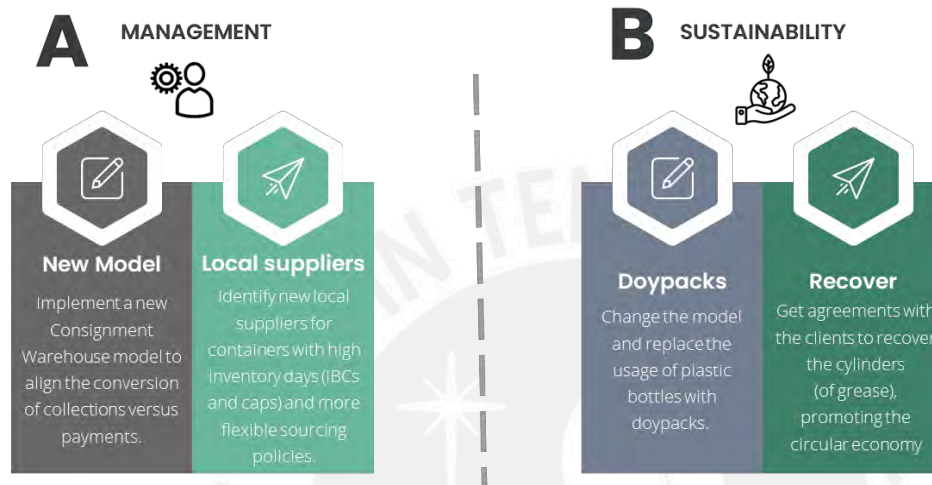 A MANAGEMENT
New Model
Implement a new
Consignment
Warehouse model to
align the conversion
of collections versus
payments.
Local suppliers
Identify new local
suppliers for
containers with high
inventory days (IBCs
and caps) and more
flexible sourcing
policies.
B SUSTAINABILITY
Doypacks
Change the model
and replace the
usage of plastic
bottles with
doypacks.
Recover
Get agreements with
the clients to recover
the cylinders
(of grease),
promoting the
circular economy